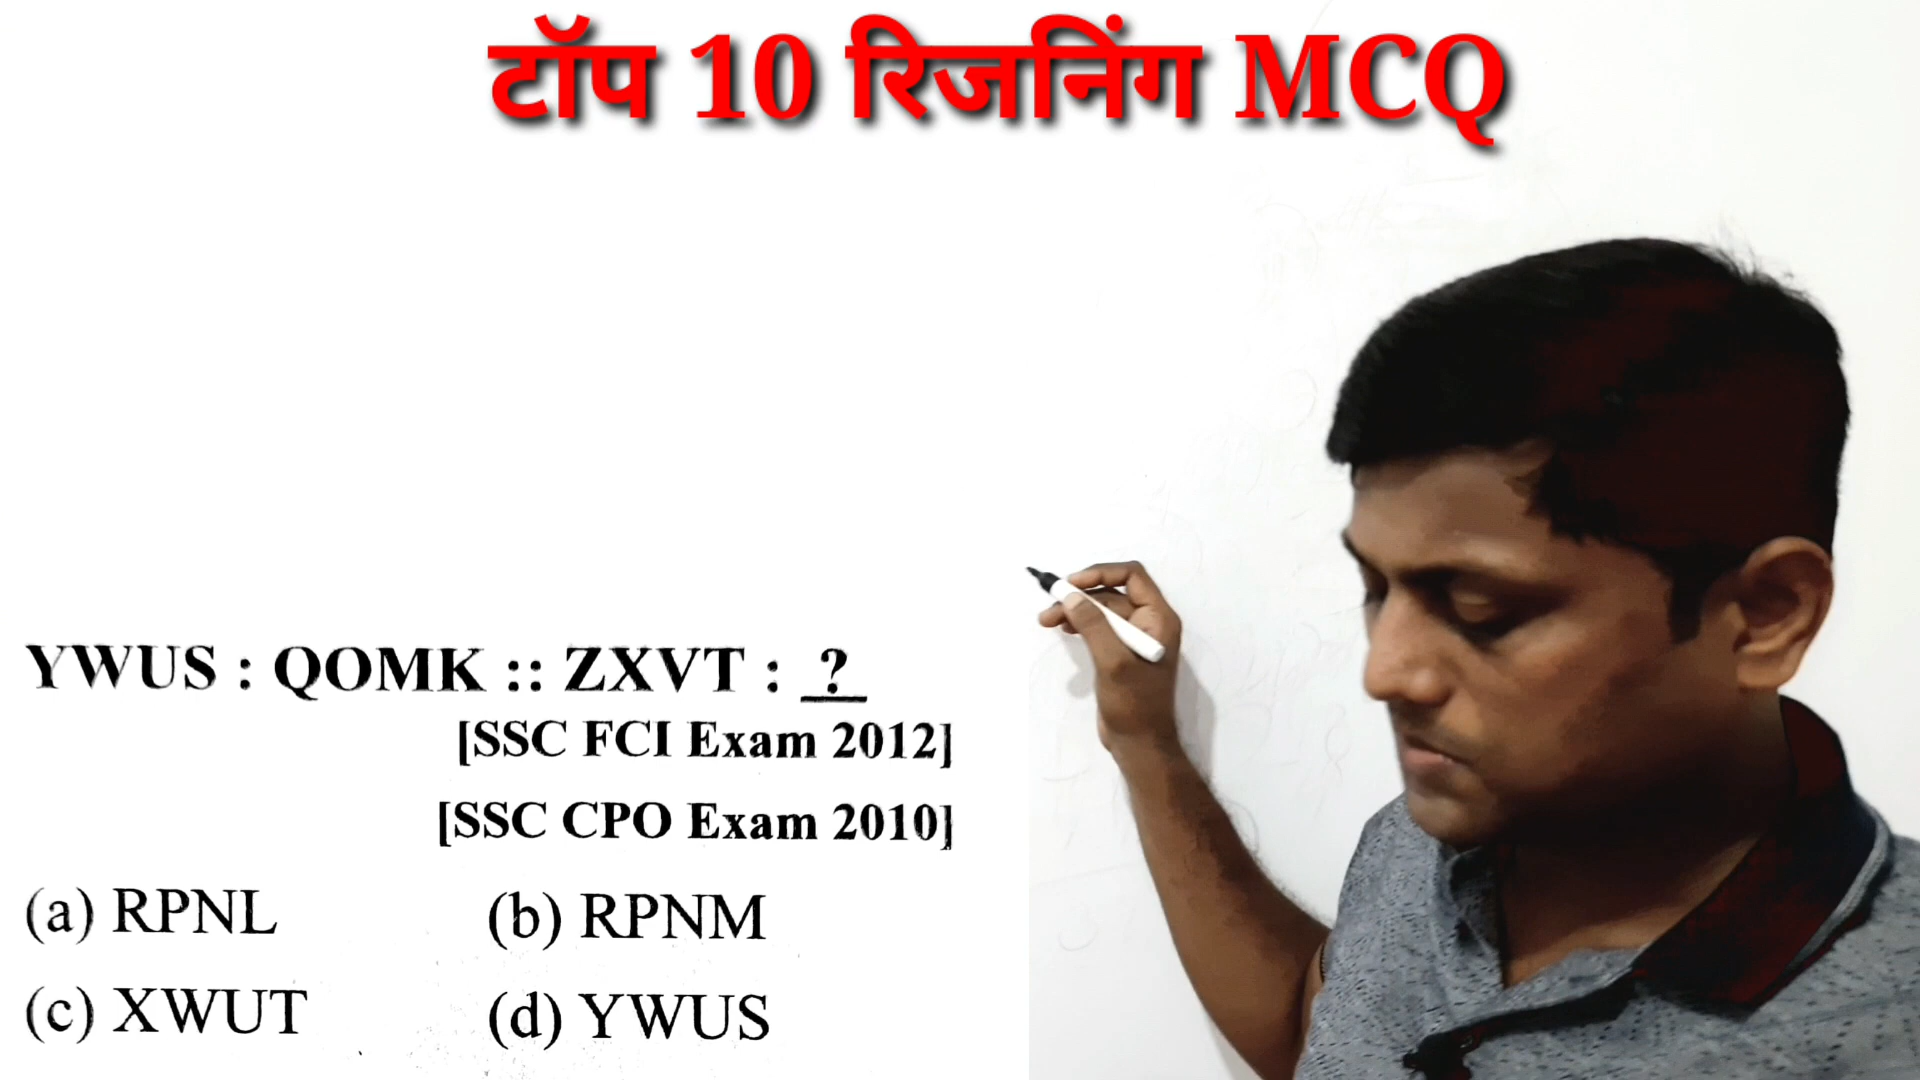 टॉप 10 रिजनिंग MCQ
YWUS : QOMK :: ZXVT : ?
[SSC FCI Exam 2012]
[SSC CPO Exam 2010]
(a) RPNL (b) RPNM
(c) XWUT (d) YWUS